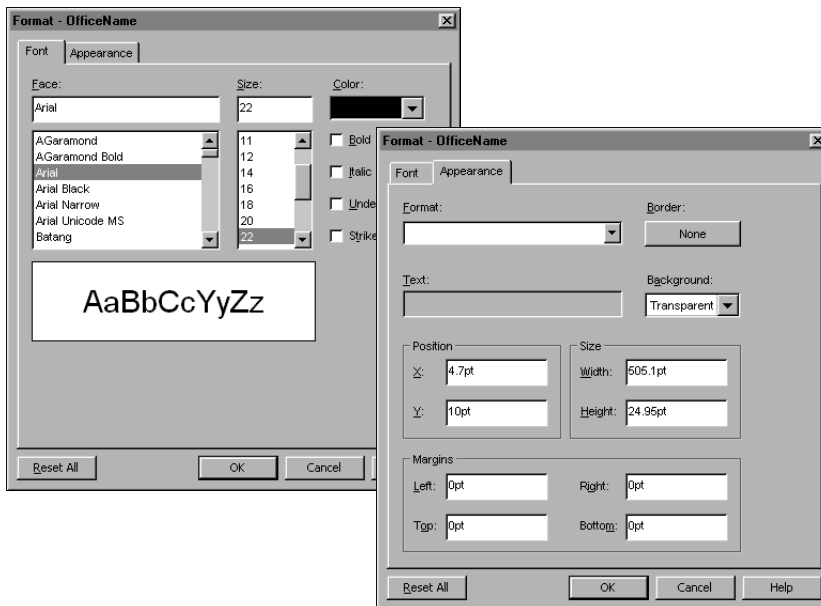 Format - OfficeName
Font Appearance
Face: Size: Color:
Arial 22
AGaramond
AGaramond Bold
Arial
Arial Black
Arial Narrow
Arial Unicode MS
Batang
11
12
14
16
18
20
22
Bold
Italic
Unde
Strike
AaBbCcYyZz
Reset All OK Cancel
Format - OfficeName
Font Appearance
Format: Border:
None
Text: Background:
Transparent
Position Size
X: 4.7pt Width: 505.1pt
Y: 10pt Height: 24.95pt
Margins
Left: 0pt Right: 0pt
Top: 0pt Bottom: 0pt
Reset All OK Cancel Help